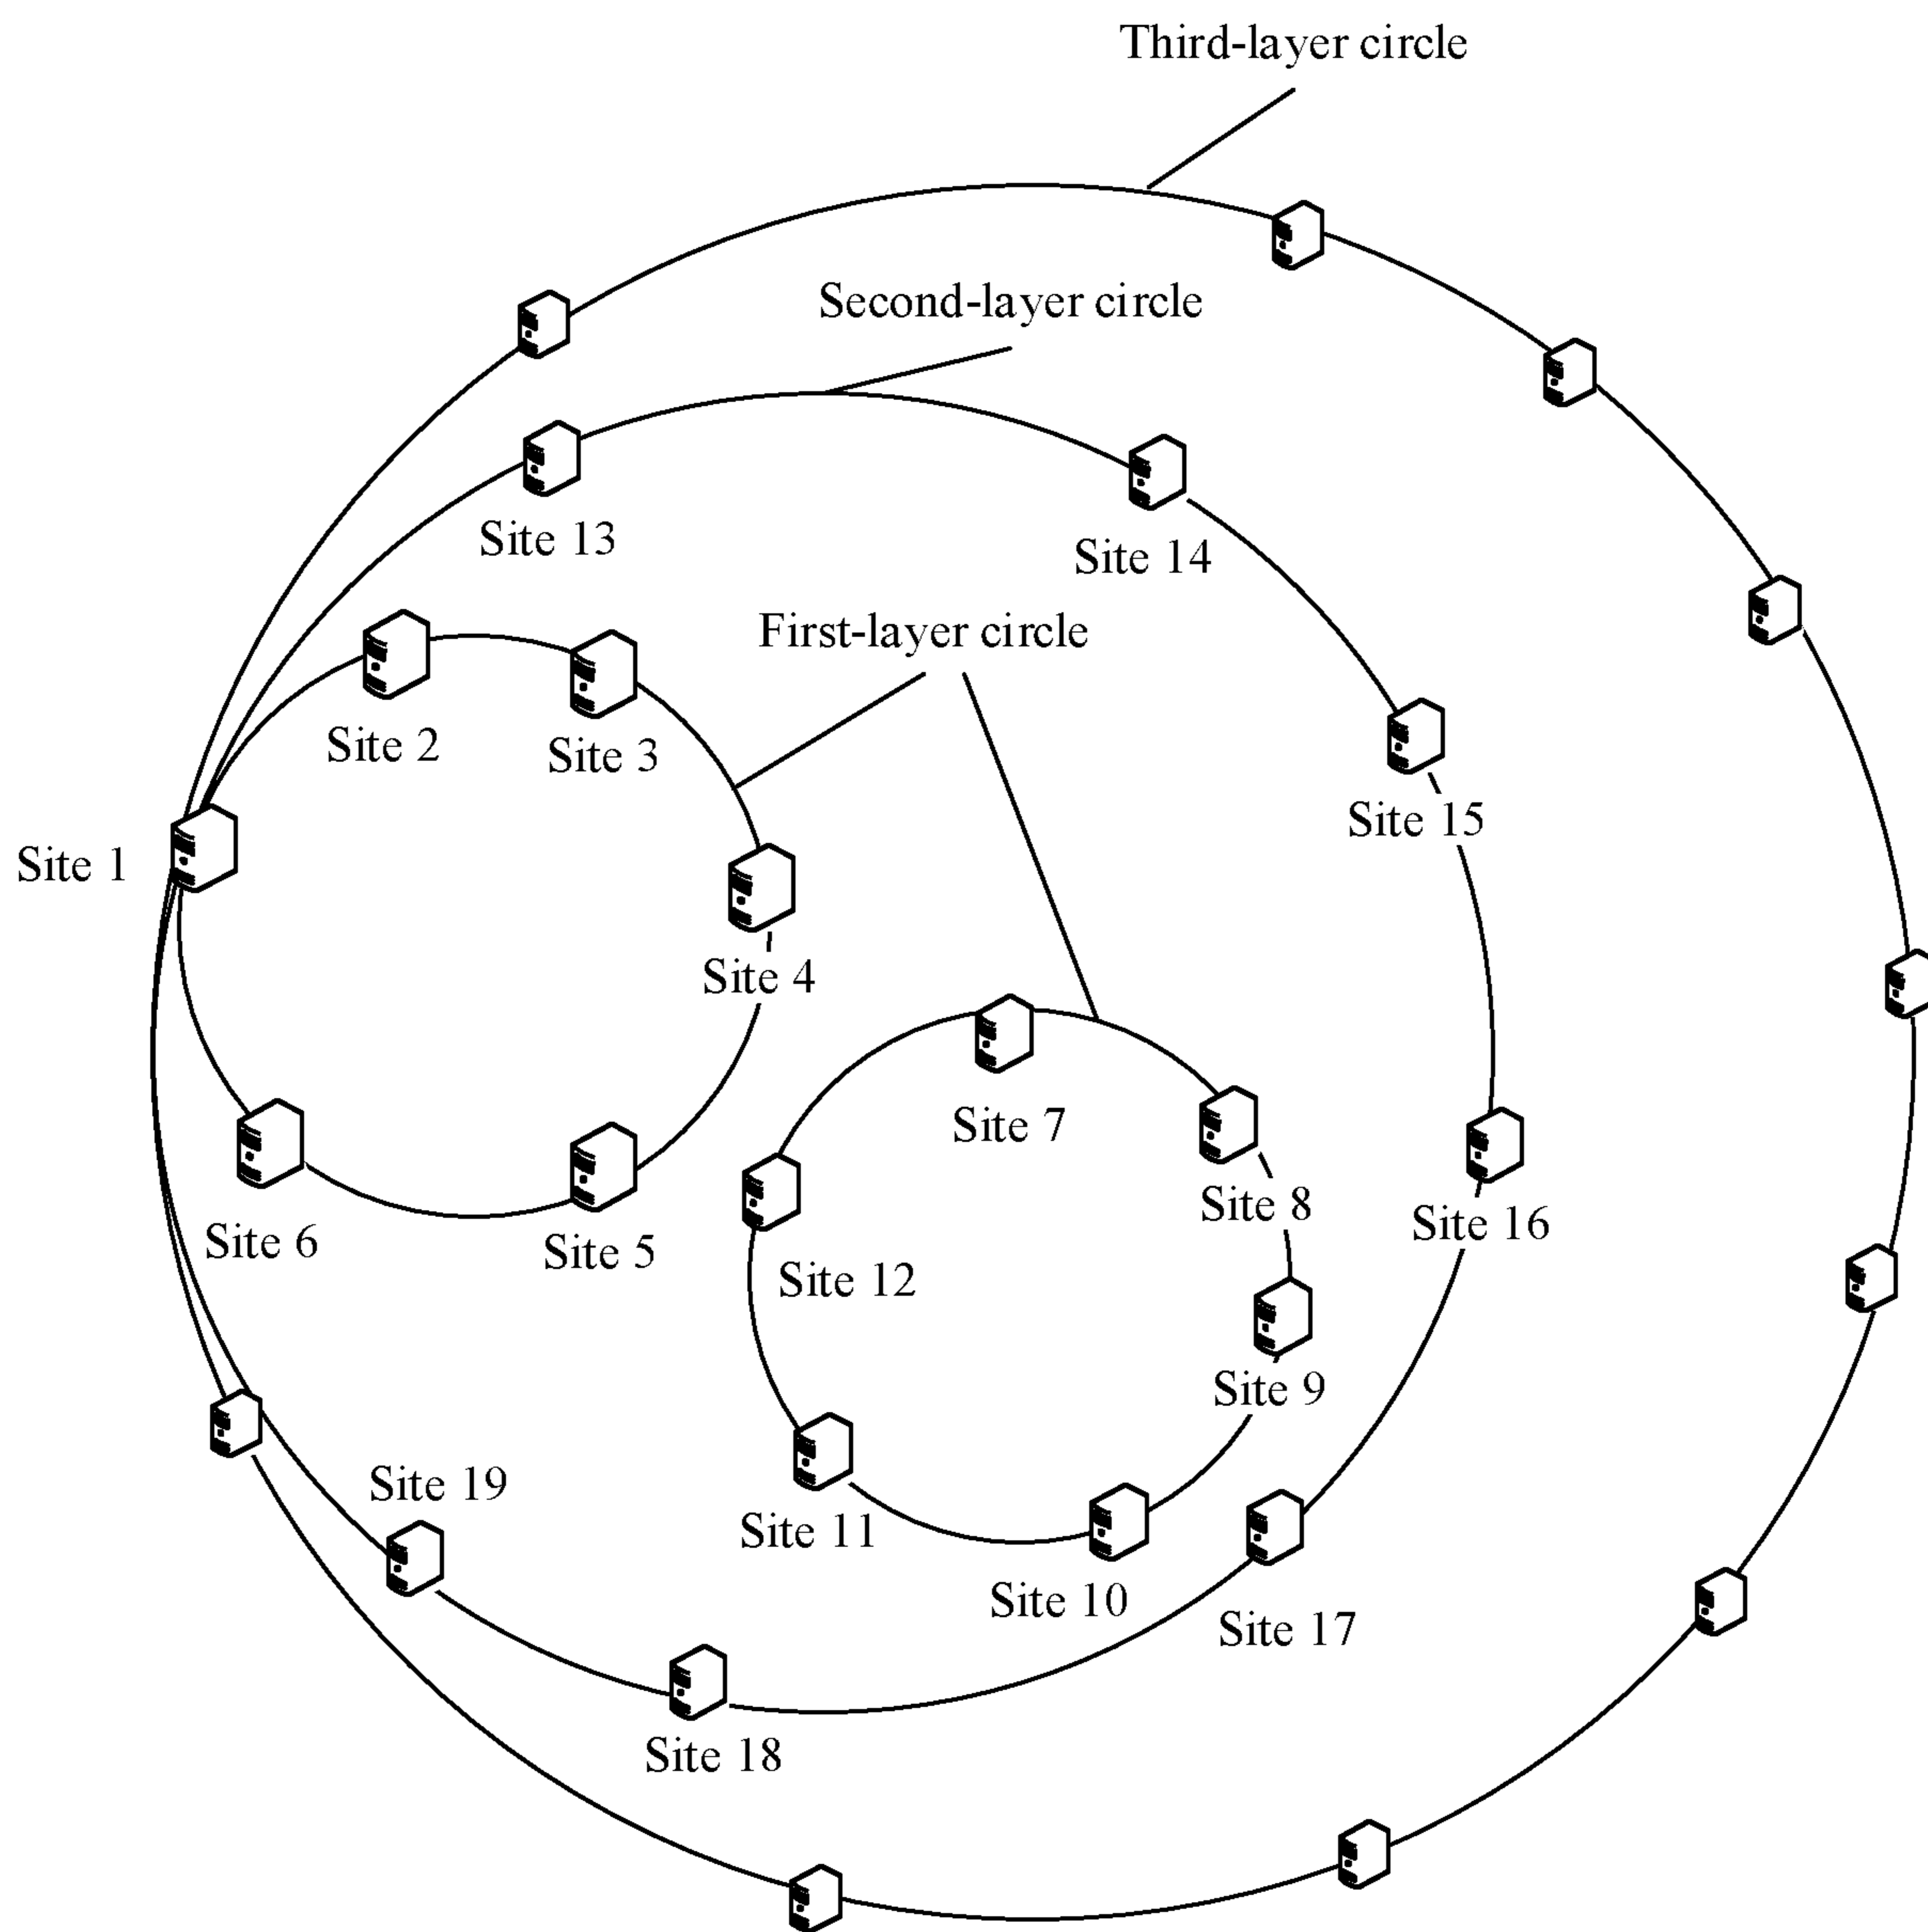 Third-layer circle
Second-layer circle
Site 13
Site 14
First-layer circle
Site 2
Site 3
Site 15
Site 1
Site 4
Site 7
Site 8
Site 16
Site 6
Site 5
Site 12
Site 9
Site 19
Site 11
Site 10
Site 17
Site 18